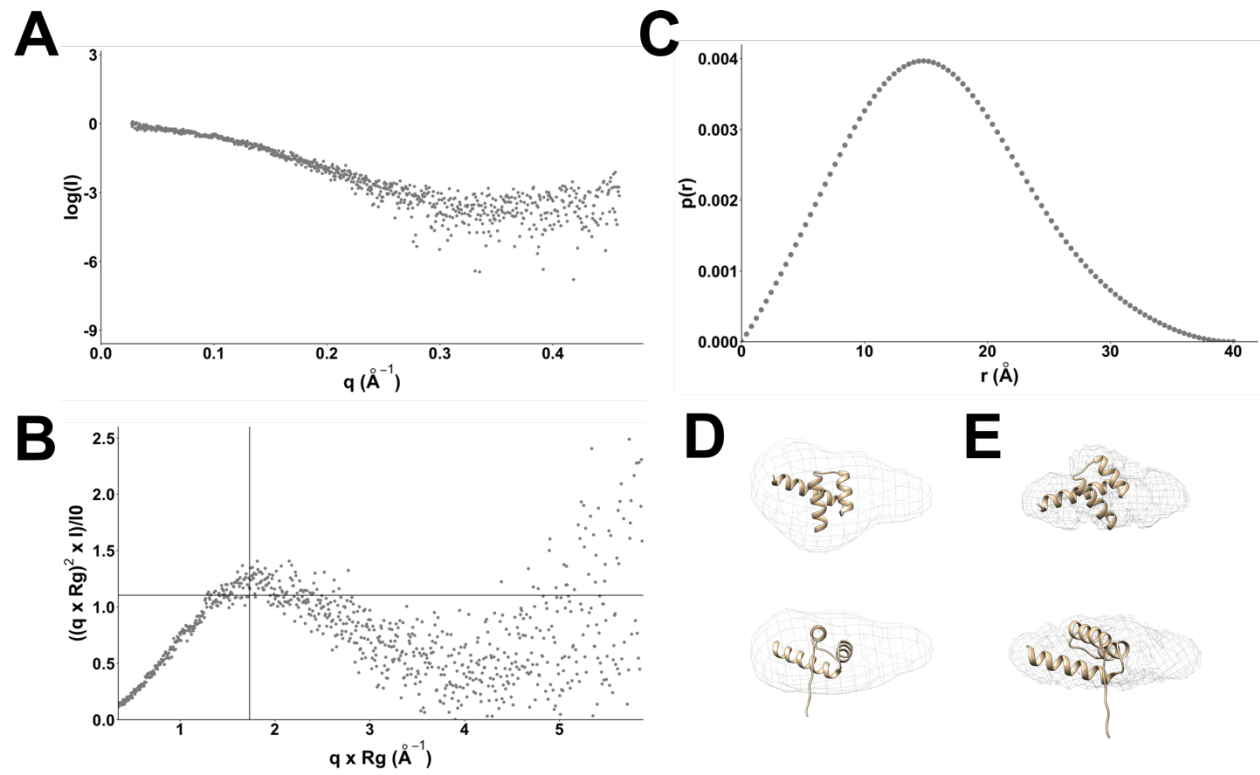 A
3
0
-3
-6
-9
log(I)
0.0 0.1 0.2 0.3 0.4
q (Å⁻¹)
B
2.5
2.0
1.5
1.0
0.5
0.0
((q x Rg)² x I)/I0
1 2 3 4 5
q x Rg (Å⁻¹)
C
0.004
0.003
0.002
0.001
0.000
p(r)
0 10 20 30 40
r (Å)
D
E